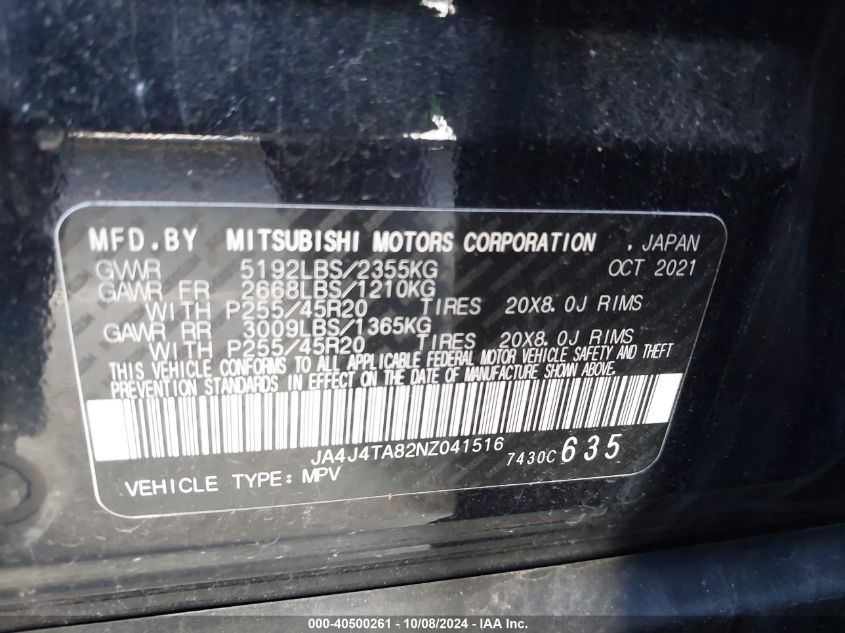 MFD.BY MITSUBISHI MOTORS CORPORATION . JAPAN
GVWR 5192LBS/2355KG OCT 2021
GAWR FR 2668LBS/1210KG
WITH P255/45R20 TIRES 20X8.0J RIMS
GAWR RR 3009LBS/1365KG
WITH P255/45R20 TIRES 20X8.0J RIMS
THIS VEHICLE CONFORMS TO ALL APPLICABLE FEDERAL MOTOR VEHICLE SAFETY AND THEFT
PREVENTION STANDARDS IN EFFECT ON THE DATE OF MANUFACTURE SHOWN ABOVE.
JA4J4TA82NZ041516 7430C 635
VEHICLE TYPE: MPV
000-40500261 - 10/08/2024 - IAAI - Copart, Inc.